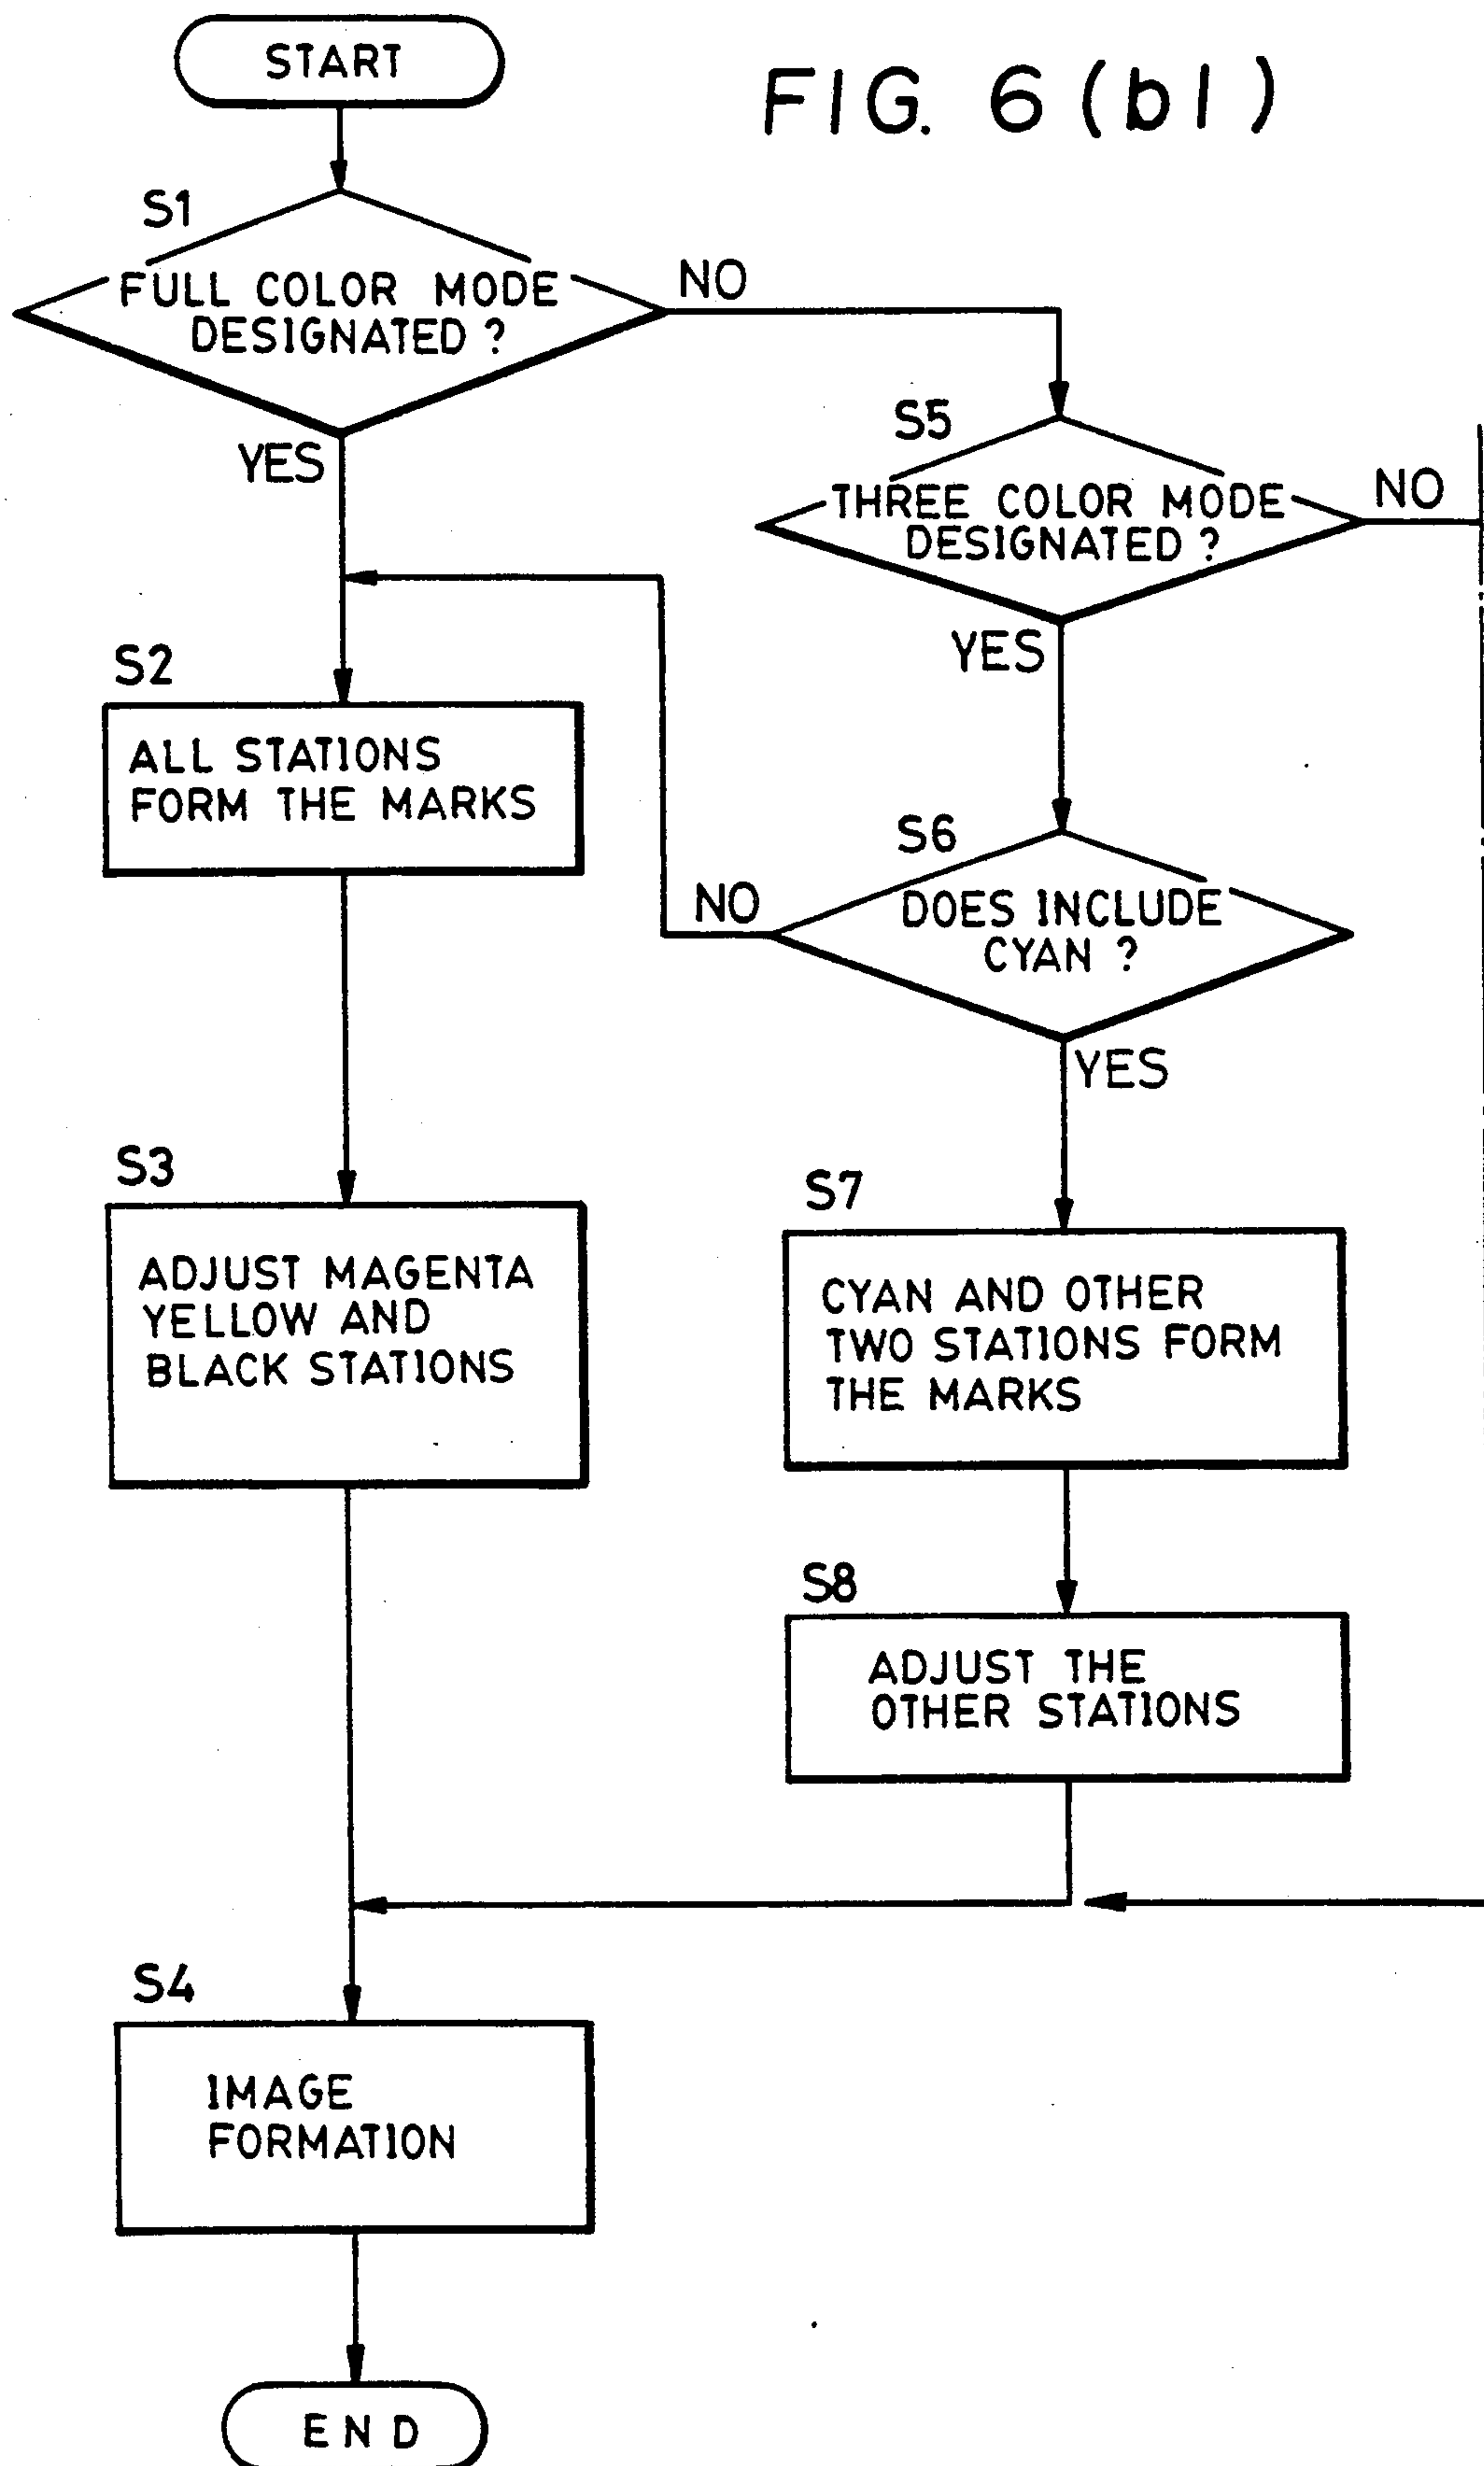 START
FIG. 6 (b1)
S1
FULL COLOR MODE
DESIGNATED ?
NO
YES
S5
THREE COLOR MODE
DESIGNATED ?
NO
YES
S2
ALL STATIONS
FORM THE MARKS
S6
DOES INCLUDE
CYAN ?
NO
YES
S3
ADJUST MAGENTA
YELLOW AND
BLACK STATIONS
S7
CYAN AND OTHER
TWO STATIONS FORM
THE MARKS
S8
ADJUST THE
OTHER STATIONS
S4
IMAGE
FORMATION
END